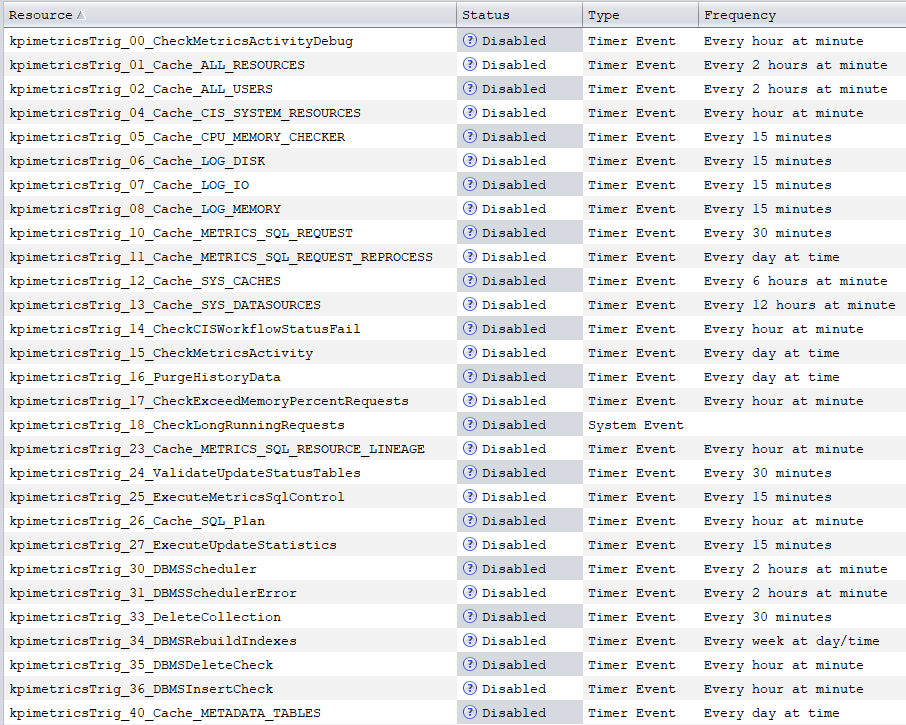 Resource Status Type Frequency
kpimetricsTrig_00_CheckMetricsActivityDebug Disabled Timer Event Every hour at minute
kpimetricsTrig_01_Cache_ALL_RESOURCES Disabled Timer Event Every 2 hours at minute
kpimetricsTrig_02_Cache_ALL_USERS Disabled Timer Event Every 2 hours at minute
kpimetricsTrig_04_Cache_CIS_SYSTEM_RESOURCES Disabled Timer Event Every hour at minute
kpimetricsTrig_05_Cache_CPU_MEMORY_CHECKER Disabled Timer Event Every 15 minutes
kpimetricsTrig_06_Cache_LOG_DISK Disabled Timer Event Every 15 minutes
kpimetricsTrig_07_Cache_LOG_IO Disabled Timer Event Every 15 minutes
kpimetricsTrig_08_Cache_LOG_MEMORY Disabled Timer Event Every 15 minutes
kpimetricsTrig_10_Cache_METRICS_SQL_REQUEST Disabled Timer Event Every 30 minutes
kpimetricsTrig_11_Cache_METRICS_SQL_REQUEST_REPROCESS Disabled Timer Event Every day at time
kpimetricsTrig_12_Cache_SYS_CACHES Disabled Timer Event Every 6 hours at minute
kpimetricsTrig_13_Cache_SYS_DATASOURCES Disabled Timer Event Every 12 hours at minute
kpimetricsTrig_14_CheckCISWorkflowStatusFail Disabled Timer Event Every hour at minute
kpimetricsTrig_15_CheckMetricsActivity Disabled Timer Event Every day at time
kpimetricsTrig_16_PurgeHistoryData Disabled Timer Event Every day at time
kpimetricsTrig_17_CheckExceedMemoryPercentRequests Disabled Timer Event Every hour at minute
kpimetricsTrig_18_CheckLongRunningRequests Disabled System Event
kpimetricsTrig_23_Cache_METRICS_SQL_RESOURCE_LINEAGE Disabled Timer Event Every hour at minute
kpimetricsTrig_24_ValidateUpdateStatusTables Disabled Timer Event Every 30 minutes
kpimetricsTrig_25_ExecuteMetricsSqlControl Disabled Timer Event Every 15 minutes
kpimetricsTrig_26_Cache_SQL_Plan Disabled Timer Event Every hour at minute
kpimetricsTrig_27_ExecuteUpdateStatistics Disabled Timer Event Every 15 minutes
kpimetricsTrig_30_DBMSScheduler Disabled Timer Event Every 2 hours at minute
kpimetricsTrig_31_DBMSSchedulerError Disabled Timer Event Every 2 hours at minute
kpimetricsTrig_33_DeleteCollection Disabled Timer Event Every 30 minutes
kpimetricsTrig_34_DBMSRebuildIndexes Disabled Timer Event Every week at day/time
kpimetricsTrig_35_DBMSDeleteCheck Disabled Timer Event Every hour at minute
kpimetricsTrig_36_DBMSInsertCheck Disabled Timer Event Every hour at minute
kpimetricsTrig_40_Cache_METADATA_TABLES Disabled Timer Event Every day at time